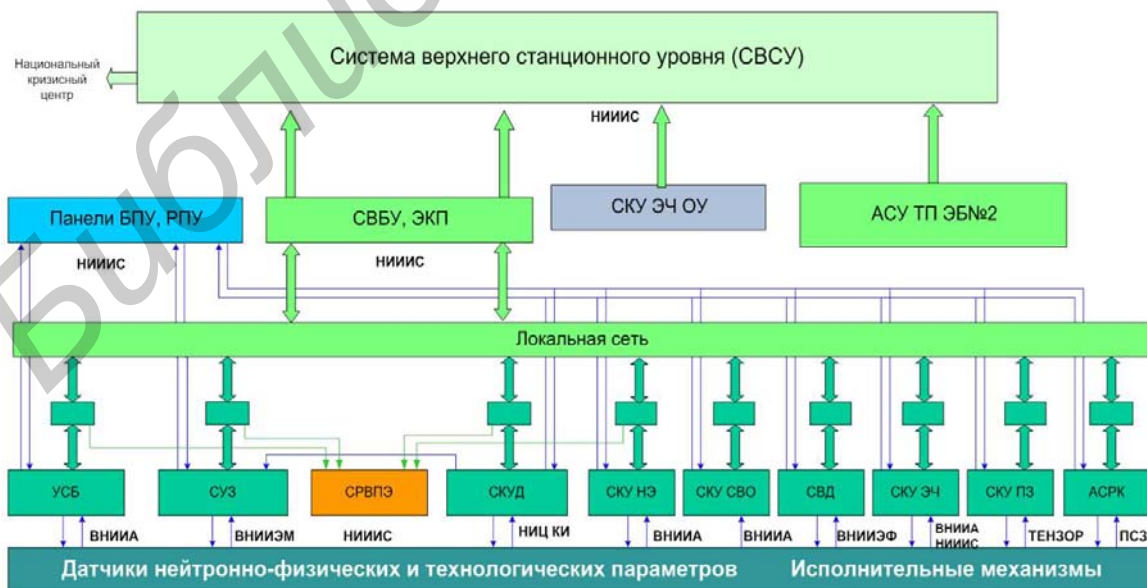 Система верхнего станционного уровня (СВСУ)
Национальный
кризисный
центр
НИИИС
Панели БПУ, РПУ
СВБУ, ЭКП
СКУ ЭЧ ОУ
АСУ ТП ЭБ№2
НИИИС
НИИИС
Локальная сеть
УСБ
СУЗ
СРВПЭ
СКУД
СКУ НЭ
СКУ СВО
СВД
СКУ ЭЧ
СКУ ПЗ
АСРК
ВНИИА
ВНИИЭМ
НИИИС
НИЦ КИ
ВНИИА
ВНИИА
ВНИИЭФ
ВНИИА
НИИИС
ТЕНЗОР
ПСЗ
Датчики нейтронно-физических и технологических параметров
Исполнительные механизмы